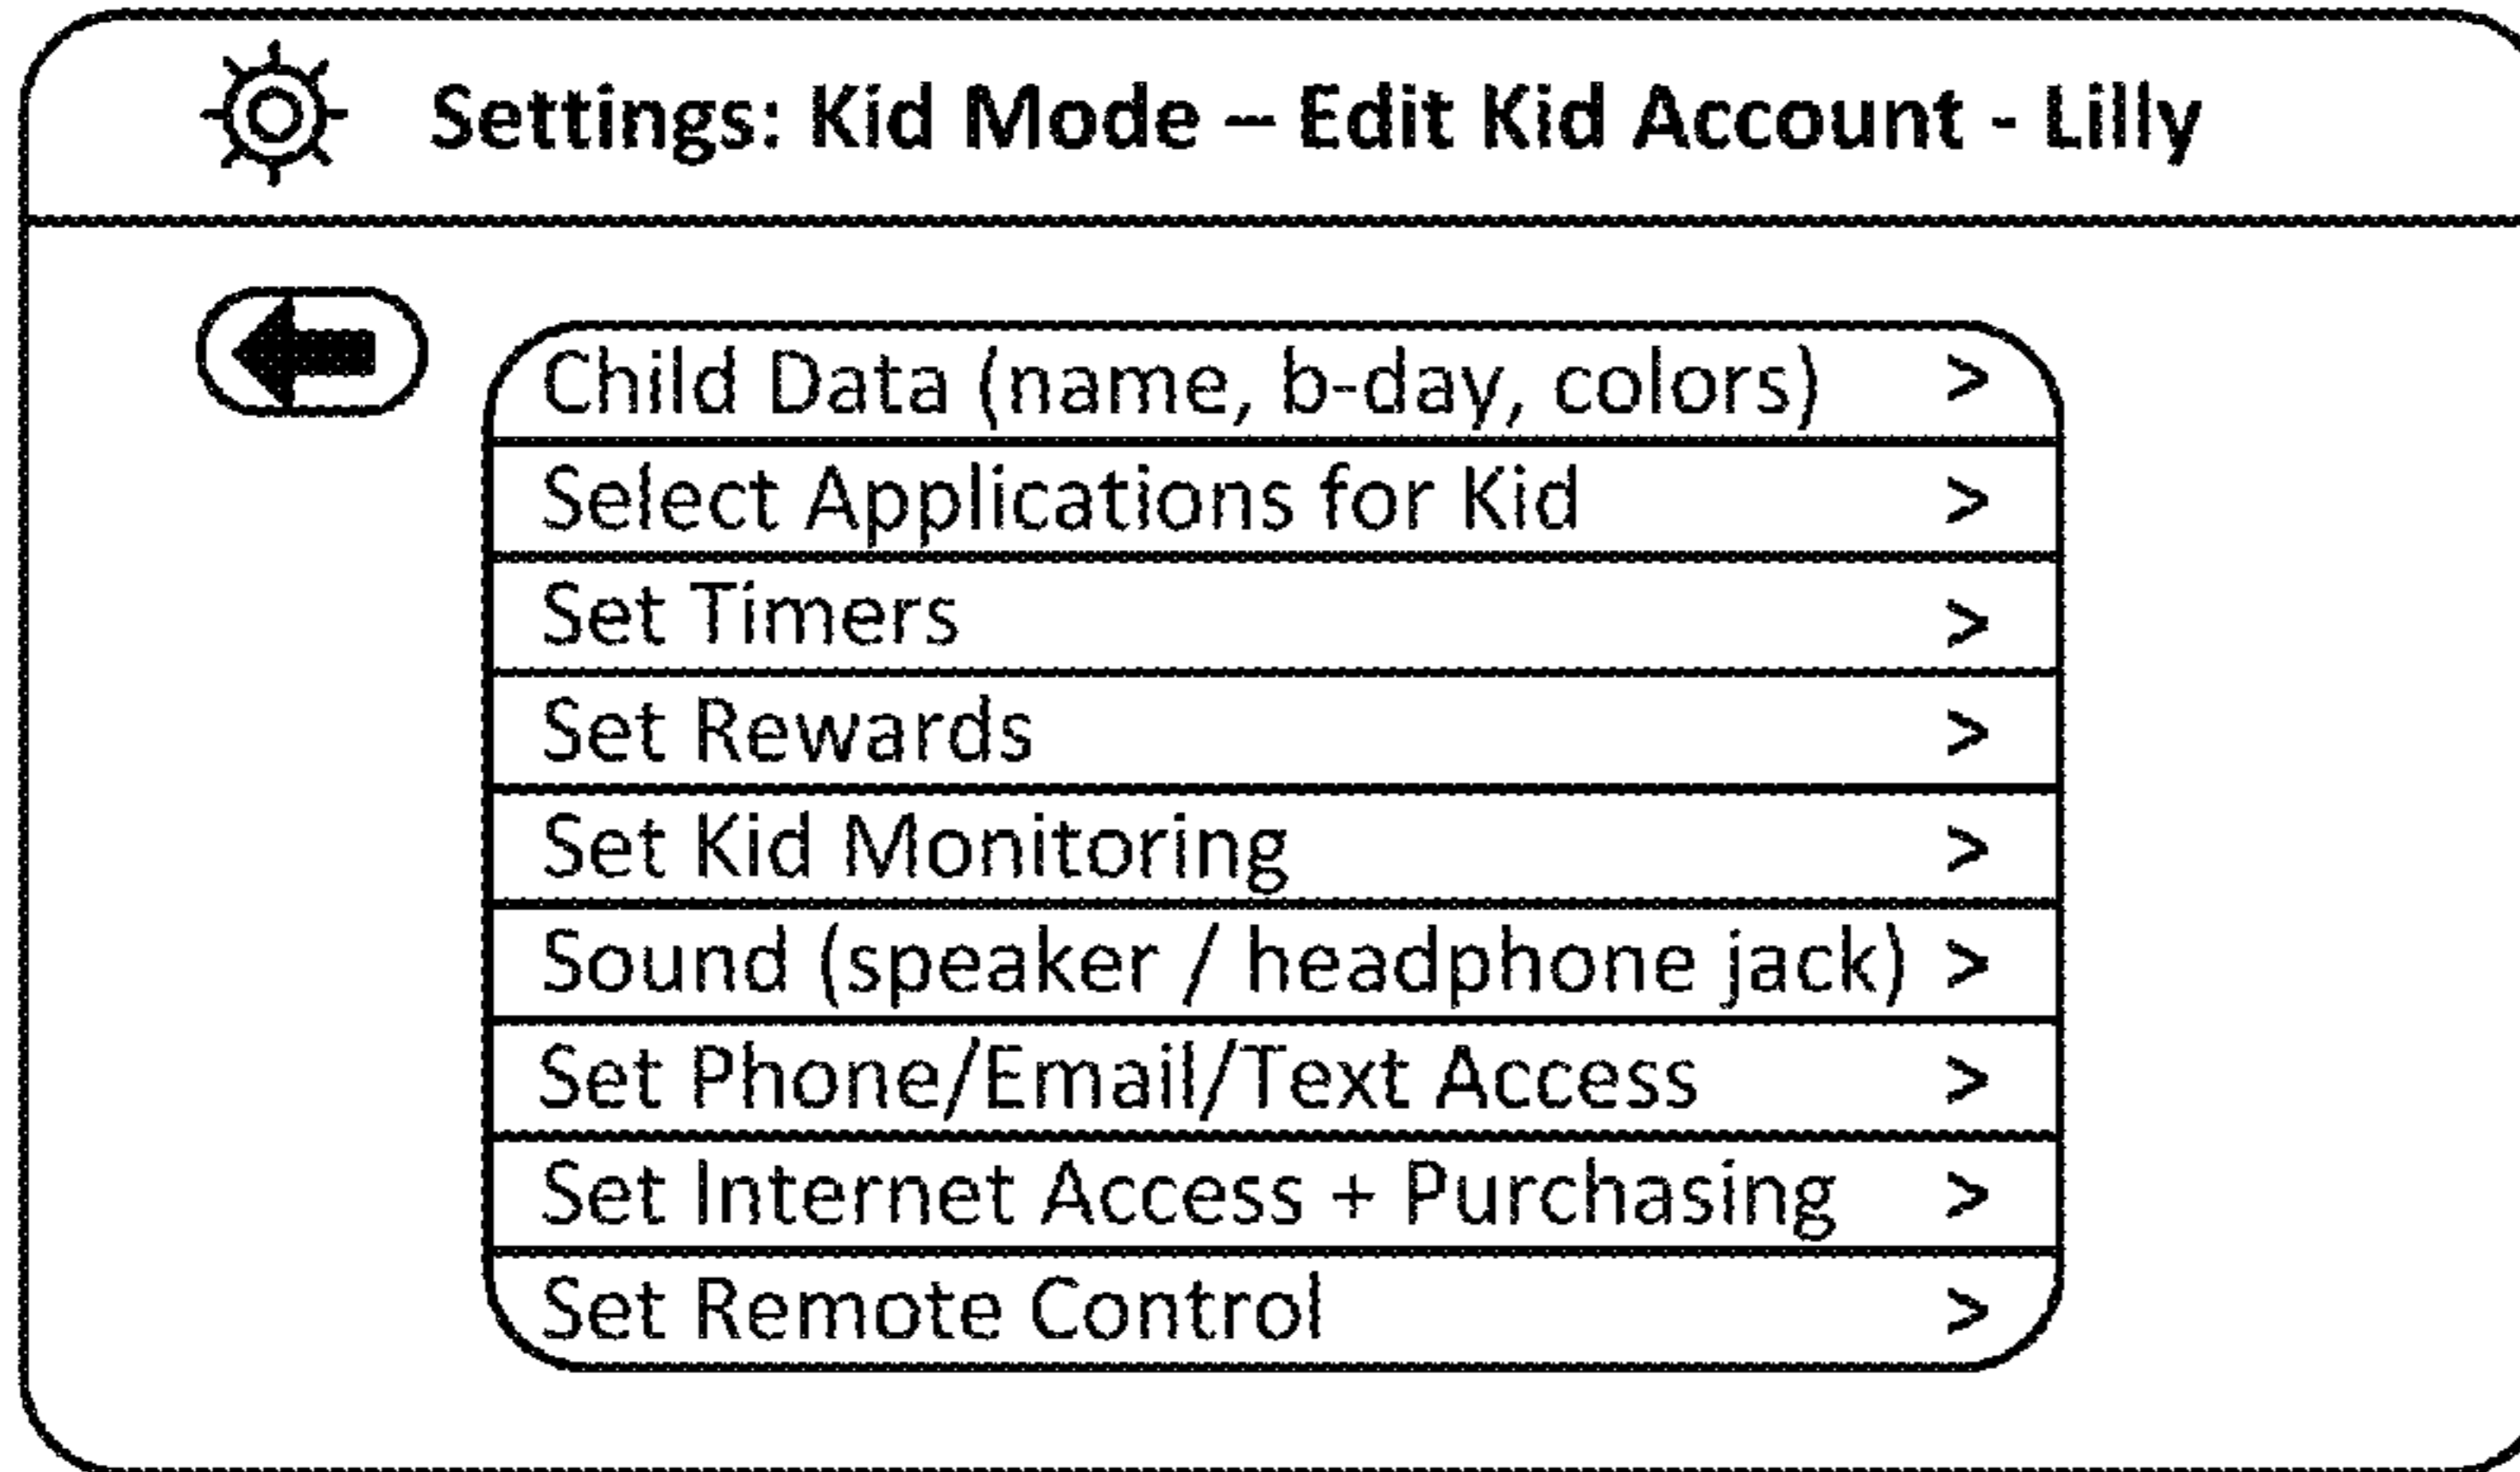 Settings: Kid Mode – Edit Kid Account - Lilly
Child Data (name, b-day, colors) >
Select Applications for Kid >
Set Timers >
Set Rewards >
Set Kid Monitoring >
Sound (speaker / headphone jack) >
Set Phone/Email/Text Access >
Set Internet Access + Purchasing >
Set Remote Control >